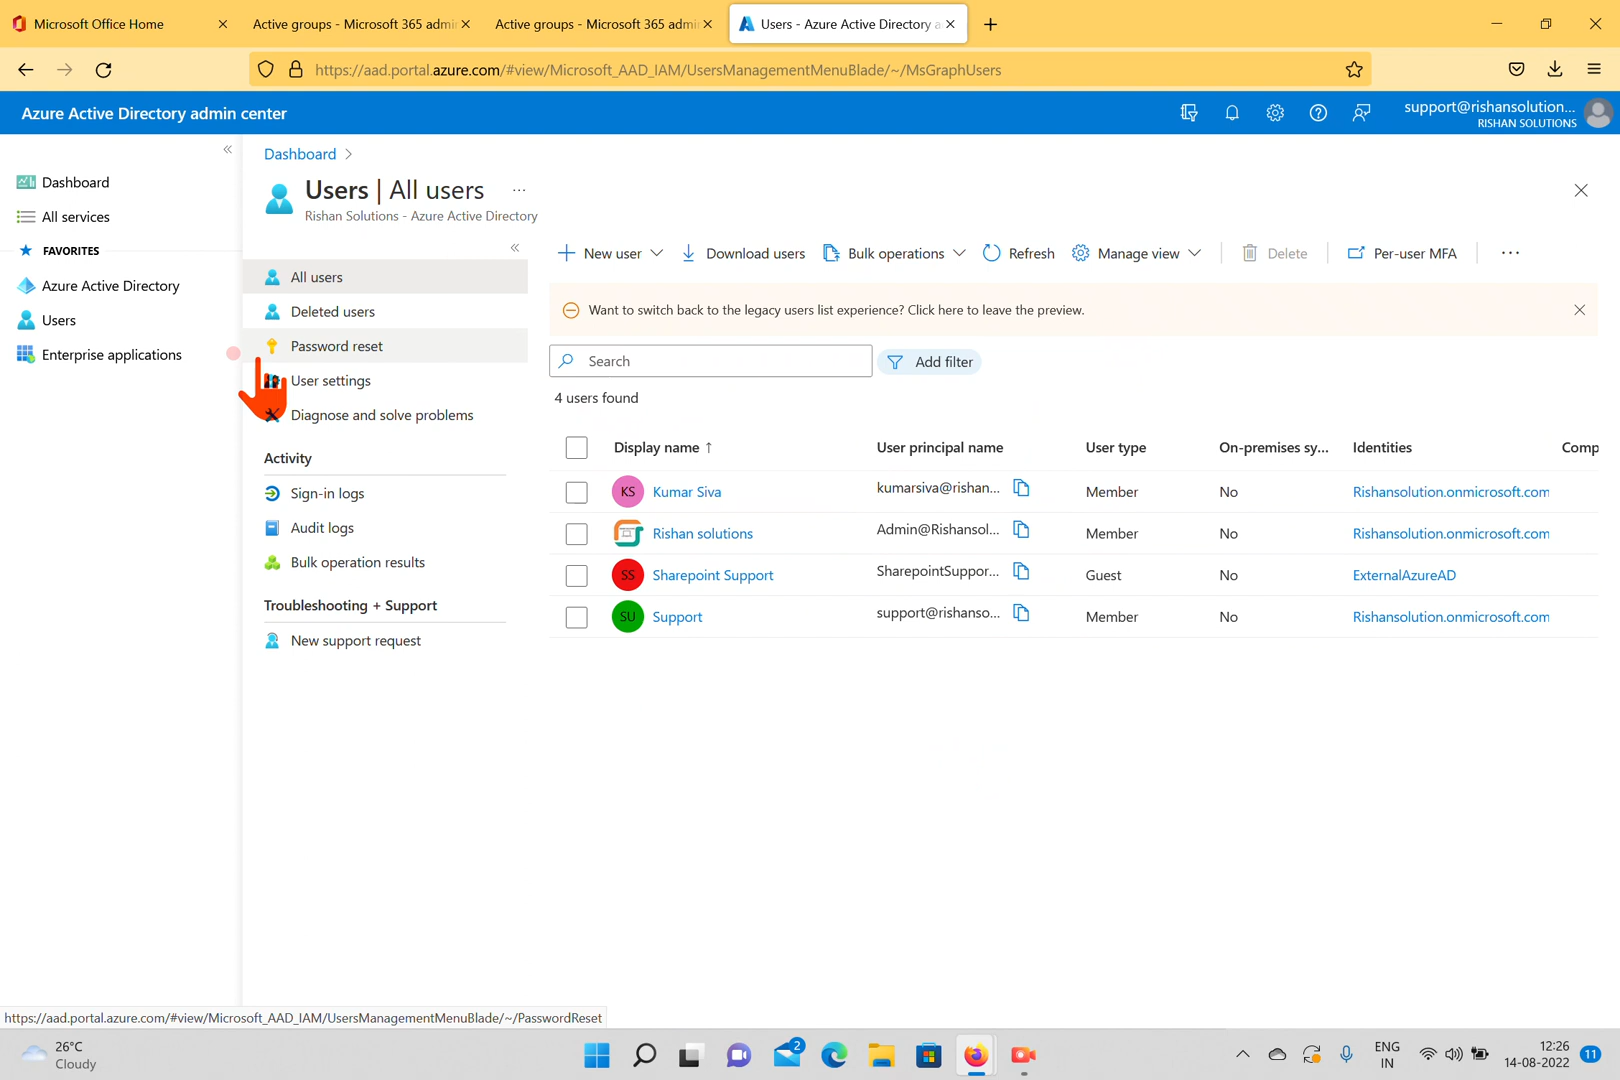 Microsoft Office Home
Active groups - Microsoft 365 admi
Active groups - Microsoft 365 admi
Users - Azure Active Directory a
https://aad.portal.azure.com/#view/Microsoft_AAD_IAM/UsersManagementMenuBlade/~/MsGraphUsers
Azure Active Directory admin center
support@rishansolution...
RISHAN SOLUTIONS
Dashboard
All services
FAVORITES
Azure Active Directory
Users
Enterprise applications
Dashboard >
Users | All users ...
Rishan Solutions - Azure Active Directory
All users
Deleted users
Password reset
User settings
Diagnose and solve problems
Activity
Sign-in logs
Audit logs
Bulk operation results
Troubleshooting + Support
New support request
New user
Download users
Bulk operations
Refresh
Manage view
Delete
Per-user MFA
...
Want to switch back to the legacy users list experience? Click here to leave the preview.
Search
Add filter
4 users found
Display name ↑ User principal name User type On-premises sy... Identities Comp
KS Kumar Siva kumarsiva@rishan... Member No Rishansolution.onmicrosoft.com
Rishan solutions Admin@Rishansol... Member No Rishansolution.onmicrosoft.com
SS Sharepoint Support SharepointSuppor... Guest No ExternalAzureAD
SU Support support@rishanso... Member No Rishansolution.onmicrosoft.com
https://aad.portal.azure.com/#view/Microsoft_AAD_IAM/UsersManagementMenuBlade/~/PasswordReset
26°C
Cloudy
2
ENG
IN
12:26
14-08-2022
11